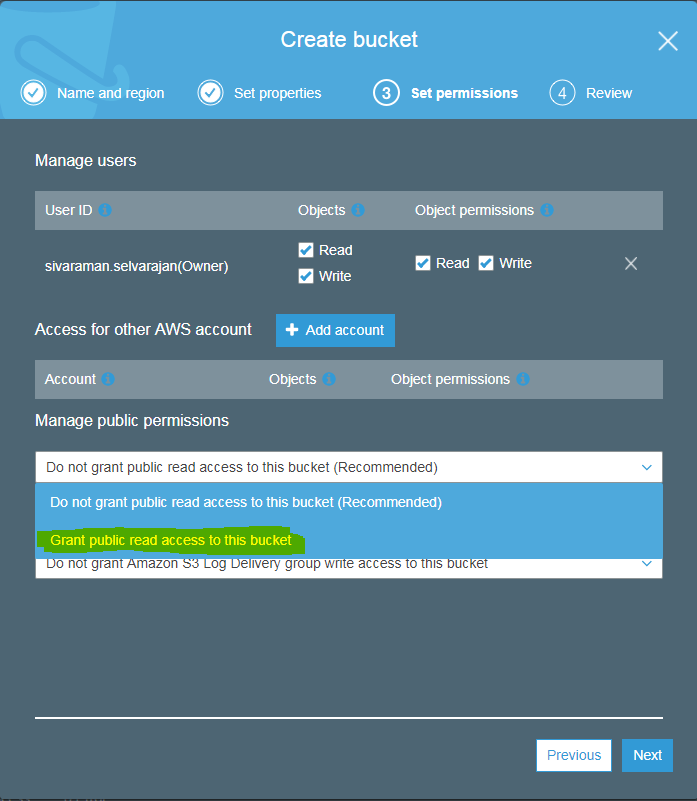 Create bucket
Name and region
Set properties
3 Set permissions
4 Review
Manage users
User ID Objects Object permissions
sivaraman.selvarajan(Owner) Read Write Read Write
Access for other AWS account + Add account
Account Objects Object permissions
Manage public permissions
Do not grant public read access to this bucket (Recommended)
Do not grant public read access to this bucket (Recommended)
Grant public read access to this bucket
Do not grant Amazon S3 Log Delivery group write access to this bucket
Previous Next